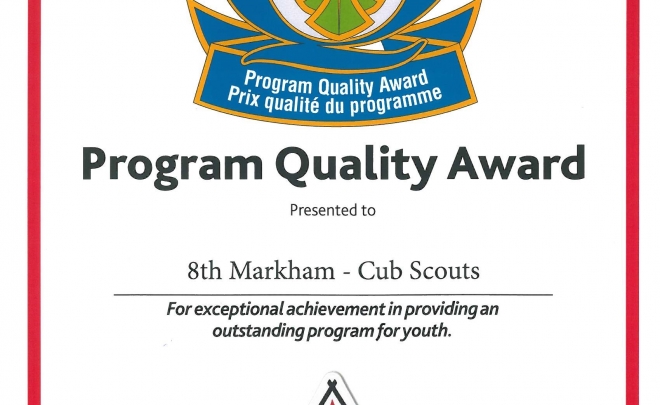 Program Quality Award
Prix qualité du programme
Program Quality Award
Presented to
8th Markham - Cub Scouts
For exceptional achievement in providing an
outstanding program for youth.